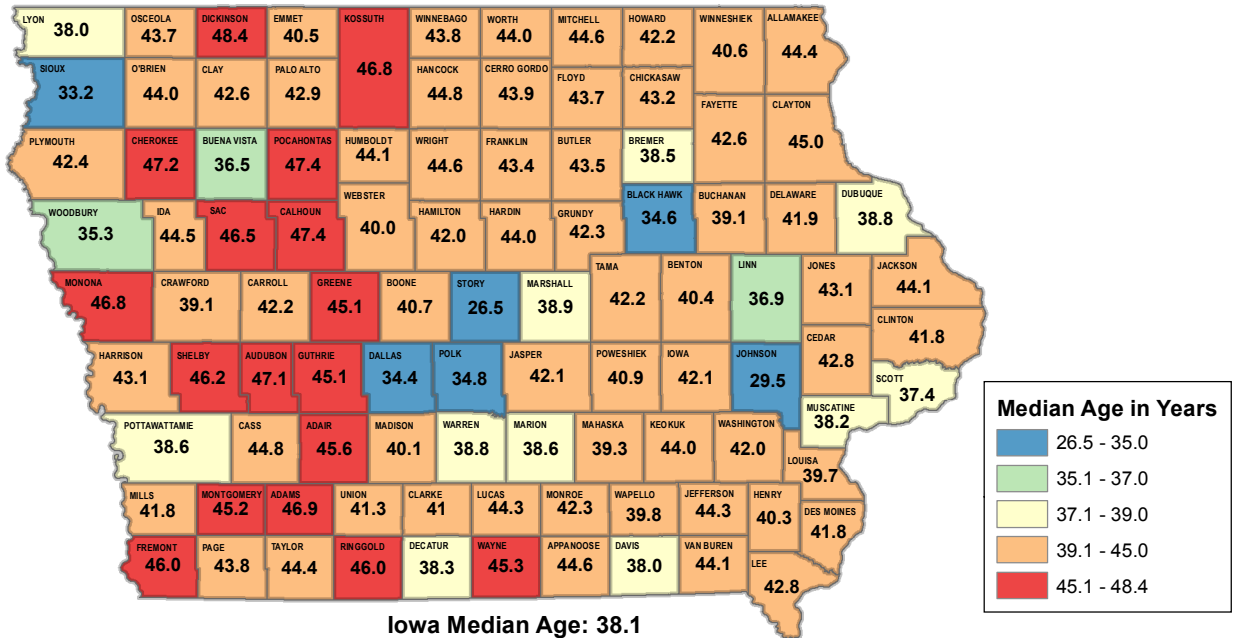 LYON
38.0
OSCEOLA
43.7
DICKINSON
48.4
EMMET
40.5
KOSSUTH
46.8
WINNEBAGO
43.8
WORTH
44.0
MITCHELL
44.6
HOWARD
42.2
WINNESHIEK
40.6
ALLAMAKEE
44.4
SIOUX
33.2
O'BRIEN
44.0
CLAY
42.6
PALO ALTO
42.9
HANCOCK
44.8
CERRO GORDO
43.9
FLOYD
43.7
CHICKASAW
43.2
FAYETTE
42.6
CLAYTON
45.0
PLYMOUTH
42.4
CHEROKEE
47.2
BUENA VISTA
36.5
POCAHONTAS
47.4
HUMBOLDT
44.1
WRIGHT
44.6
FRANKLIN
43.4
BUTLER
43.5
BREMER
38.5
WOODBURY
35.3
IDA
44.5
SAC
46.5
CALHOUN
47.4
WEBSTER
40.0
HAMILTON
42.0
HARDIN
44.0
GRUNDY
42.3
BLACK HAWK
34.6
BUCHANAN
39.1
DELAWARE
41.9
DUBUQUE
38.8
MONONA
46.8
CRAWFORD
39.1
CARROLL
42.2
GREENE
45.1
BOONE
40.7
STORY
26.5
MARSHALL
38.9
TAMA
42.2
BENTON
40.4
LINN
36.9
JONES
43.1
JACKSON
44.1
CLINTON
41.8
HARRISON
43.1
SHELBY
46.2
AUDUBON
47.1
GUTHRIE
45.1
DALLAS
34.4
POLK
34.8
JASPER
42.1
POWESHIEK
40.9
IOWA
42.1
JOHNSON
29.5
CEDAR
42.8
SCOTT
37.4
MUSCATINE
38.2
POTTAWATTAMIE
38.6
CASS
44.8
ADAIR
45.6
MADISON
40.1
WARREN
38.8
MARION
38.6
MAHASKA
39.3
KEOKUK
44.0
WASHINGTON
42.0
LOUISA
39.7
MILLS
41.8
MONTGOMERY
45.2
ADAMS
46.9
UNION
41.3
CLARKE
41
LUCAS
44.3
MONROE
42.3
WAPELLO
39.8
JEFFERSON
44.3
HENRY
40.3
DES MOINES
41.8
FREMONT
46.0
PAGE
43.8
TAYLOR
44.4
RINGGOLD
46.0
DECATUR
38.3
WAYNE
45.3
APPANOOSE
44.6
DAVIS
38.0
VAN BUREN
44.1
LEE
42.8
Iowa Median Age: 38.1
Median Age in Years
26.5 - 35.0
35.1 - 37.0
37.1 - 39.0
39.1 - 45.0
45.1 - 48.4